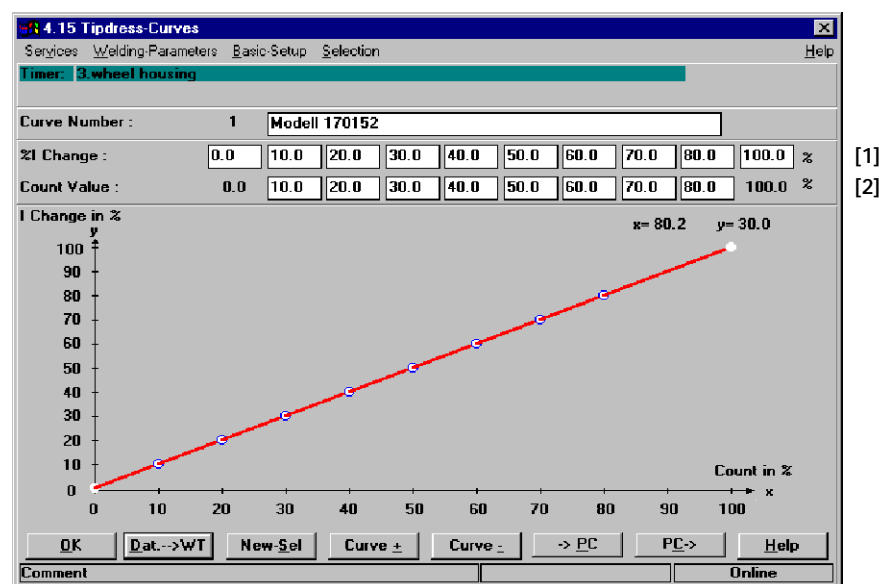 4.15 Tipdress-Curves
Services Welding-Parameters Basic-Setup Selection Help
Timer: 3.wheel housing
Curve Number : 1 Modell 170152
%I Change : 0.0 10.0 20.0 30.0 40.0 50.0 60.0 70.0 80.0 100.0 % [1]
Count Value : 0.0 10.0 20.0 30.0 40.0 50.0 60.0 70.0 80.0 100.0 % [2]
I Change in %
x= 80.2 y= 30.0
y
100
90
80
70
60
50
40
30
20
10
Count in %
0
x
0 10 20 30 40 50 60 70 80 90 100
OK Dat.-->WT New-Sel Curve + Curve - -> PC PC-> Help
Comment Online